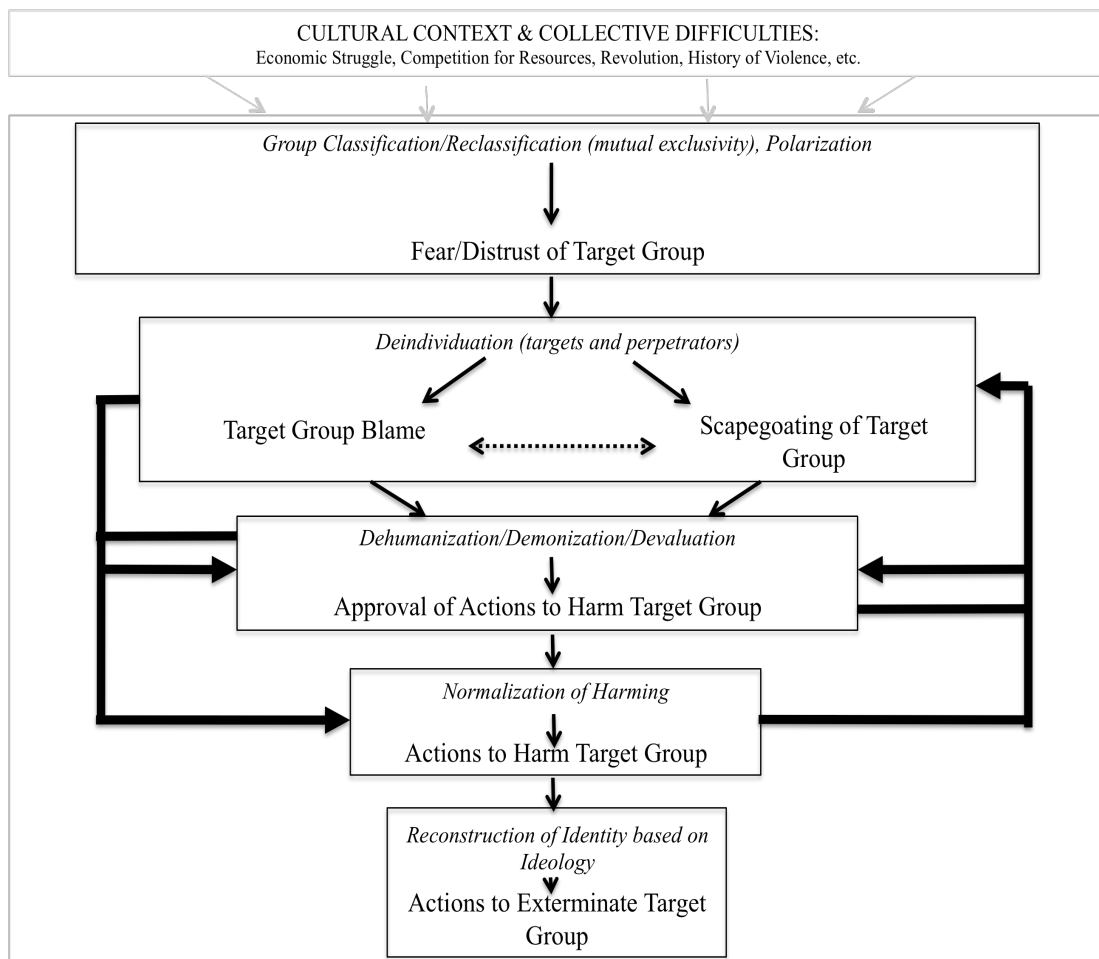 CULTURAL CONTEXT & COLLECTIVE DIFFICULTIES:
Economic Struggle, Competition for Resources, Revolution, History of Violence, etc.
Group Classification/Reclassification (mutual exclusivity), Polarization
Fear/Distrust of Target Group
Deindividuation (targets and perpetrators)
Target Group Blame
Scapegoating of Target
Group
Dehumanization/Demonization/Devaluation
Approval of Actions to Harm Target Group
Normalization of Harming
Actions to Harm Target Group
Reconstruction of Identity based on
Ideology
Actions to Exterminate Target
Group